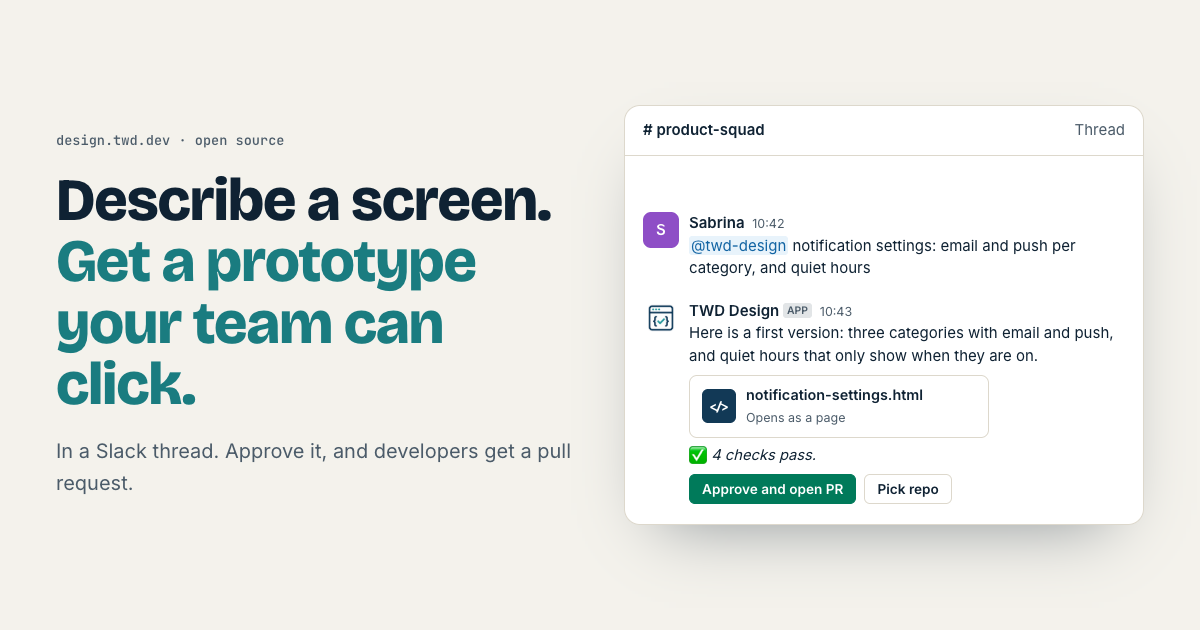 design.twd.dev · open source
Describe a screen.
Get a prototype
your team can
click.
In a Slack thread. Approve it, and developers get a pull
request.
# product-squad
Thread
S
Sabrina 10:42
@twd-design notification settings: email and push per
category, and quiet hours
{✓}
TWD Design APP 10:43
Here is a first version: three categories with email and push,
and quiet hours that only show when they are on.
</>
notification-settings.html
Opens as a page
✅ 4 checks pass.
Approve and open PR
Pick repo